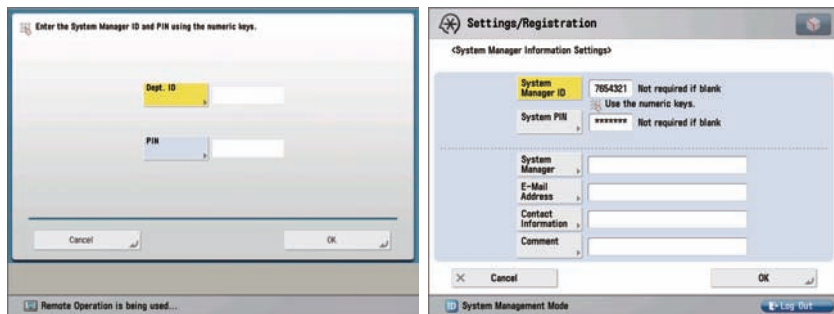 Enter the System Manager ID and PIN using the numeric keys.
Dept. ID
PIN
Cancel
OK
Remote Operation is being used...
Settings/Registration
<System Manager Information Settings>
System
Manager ID
7654321 Not required if blank
Use the numeric keys.
System PIN
******* Not required if blank
System
Manager
E-Mail
Address
Contact
Information
Comment
Cancel
OK
ID System Management Mode
Log Out